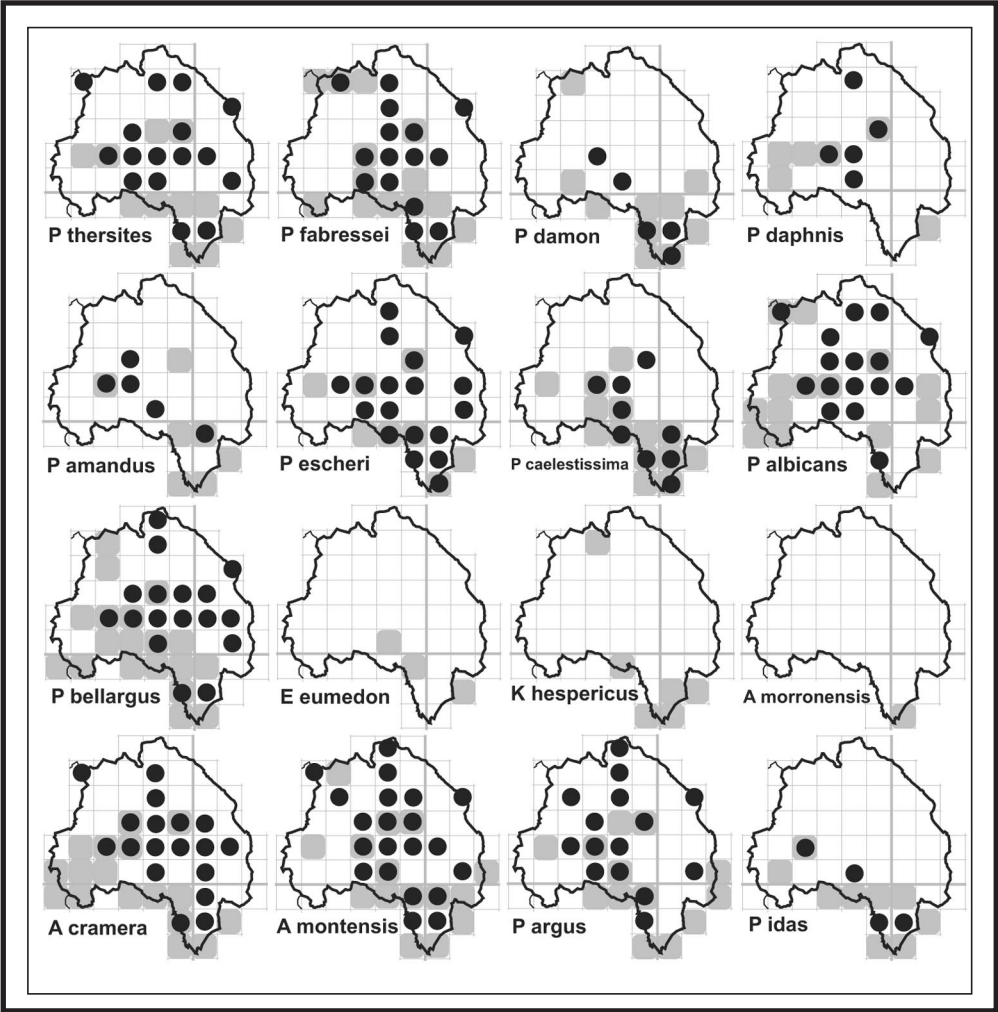 P thersites
P fabressei
P damon
P daphnis
P amandus
P escheri
P caelestissima
P albicans
P bellargus
E eumedon
K hespericus
A morronensis
A cramera
A montensis
P argus
P idas